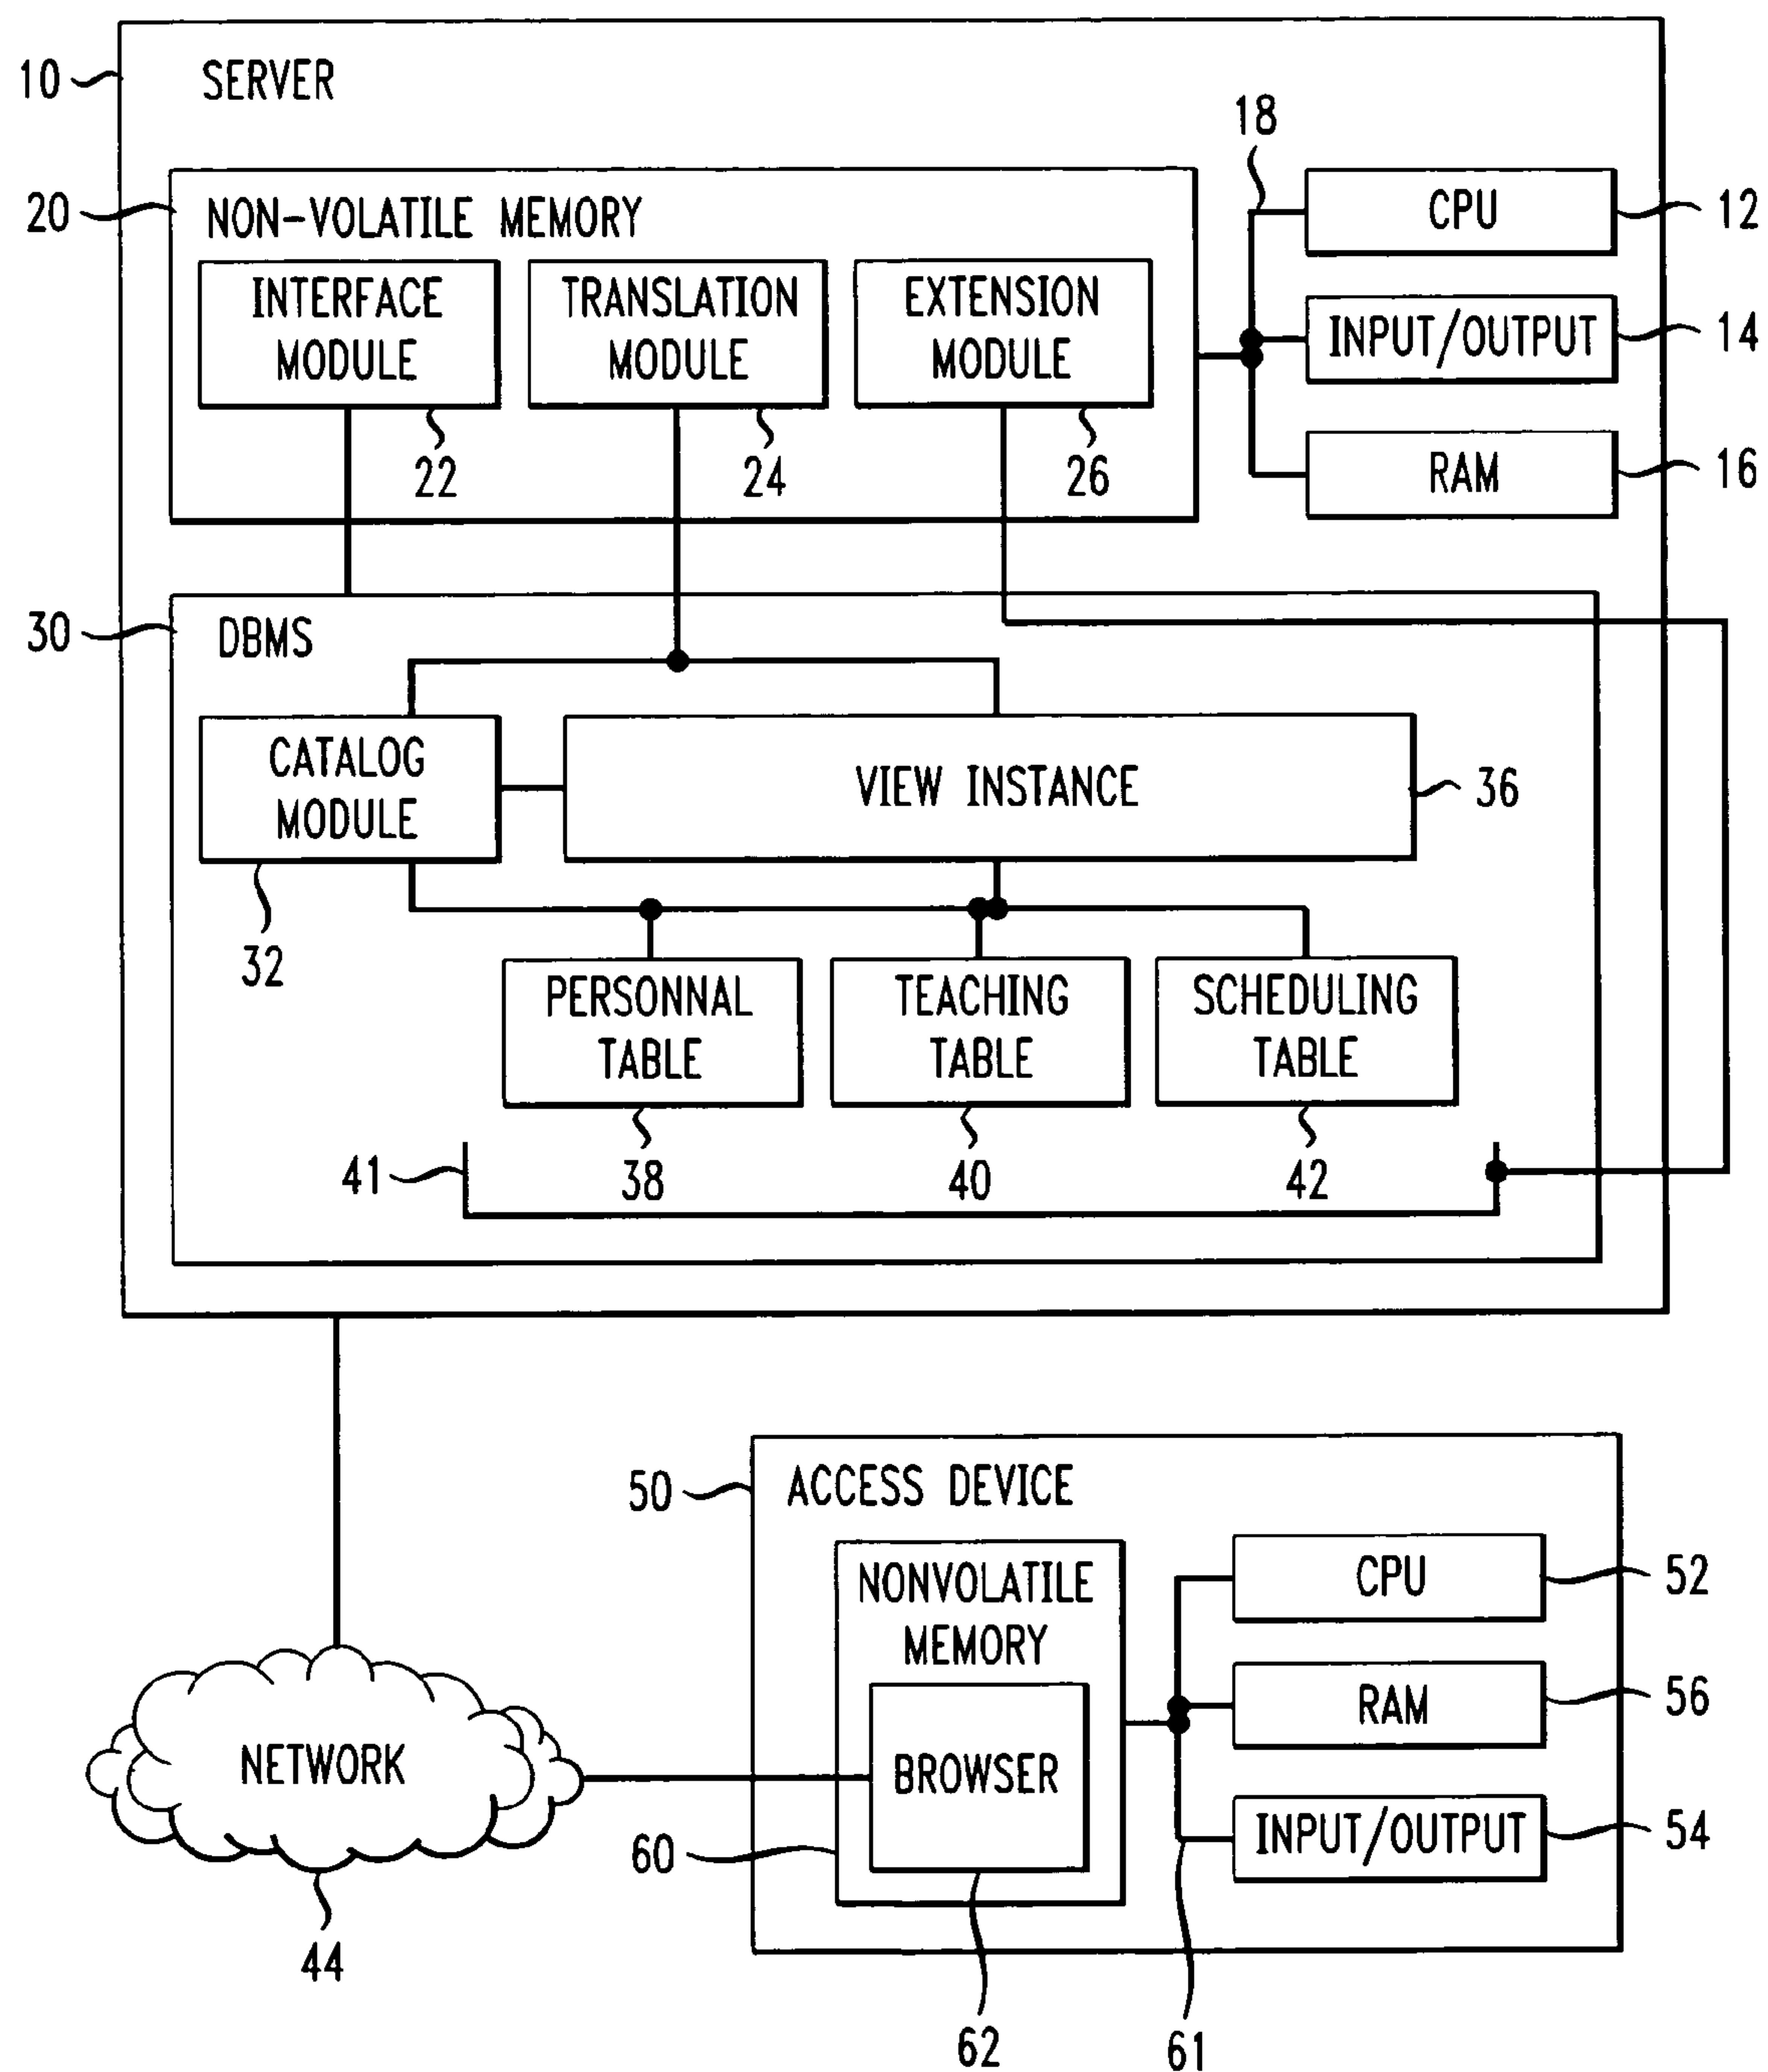 10
SERVER
18
20
NON-VOLATILE MEMORY
CPU
12
INTERFACE
MODULE
TRANSLATION
MODULE
EXTENSION
MODULE
INPUT/OUTPUT
14
22
24
26
RAM
16
30
DBMS
CATALOG
MODULE
VIEW INSTANCE
36
32
PERSONNAL
TABLE
TEACHING
TABLE
SCHEDULING
TABLE
41
38
40
42
50
ACCESS DEVICE
NONVOLATILE
MEMORY
CPU
52
RAM
56
NETWORK
BROWSER
60
INPUT/OUTPUT
54
44
62
61